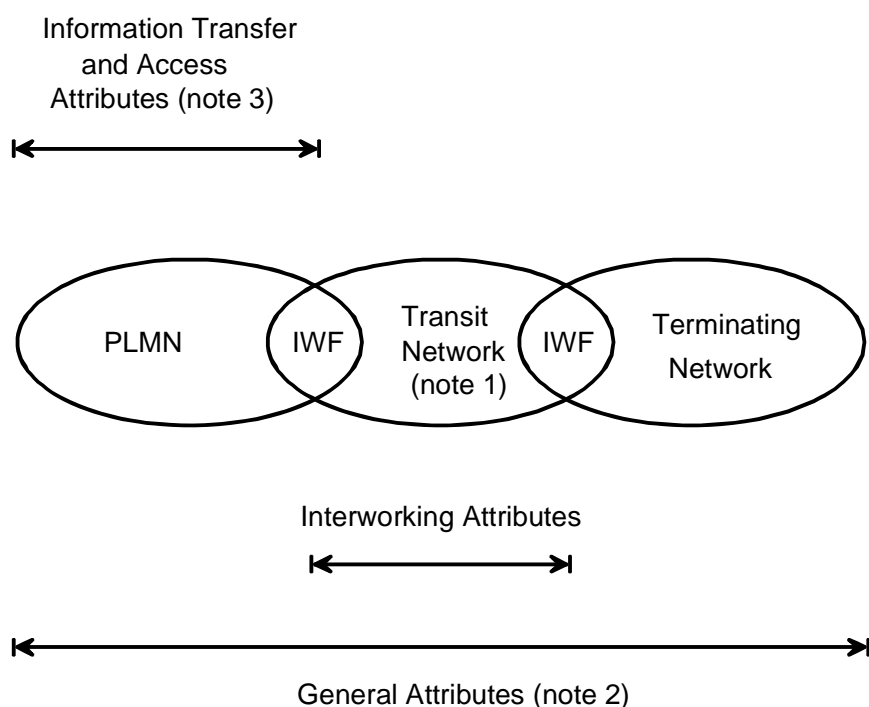 Information Transfer
and Access
Attributes (note 3)
PLMN
IWF
Transit
Network
(note 1)
IWF
Terminating
Network
Interworking Attributes
General Attributes (note 2)